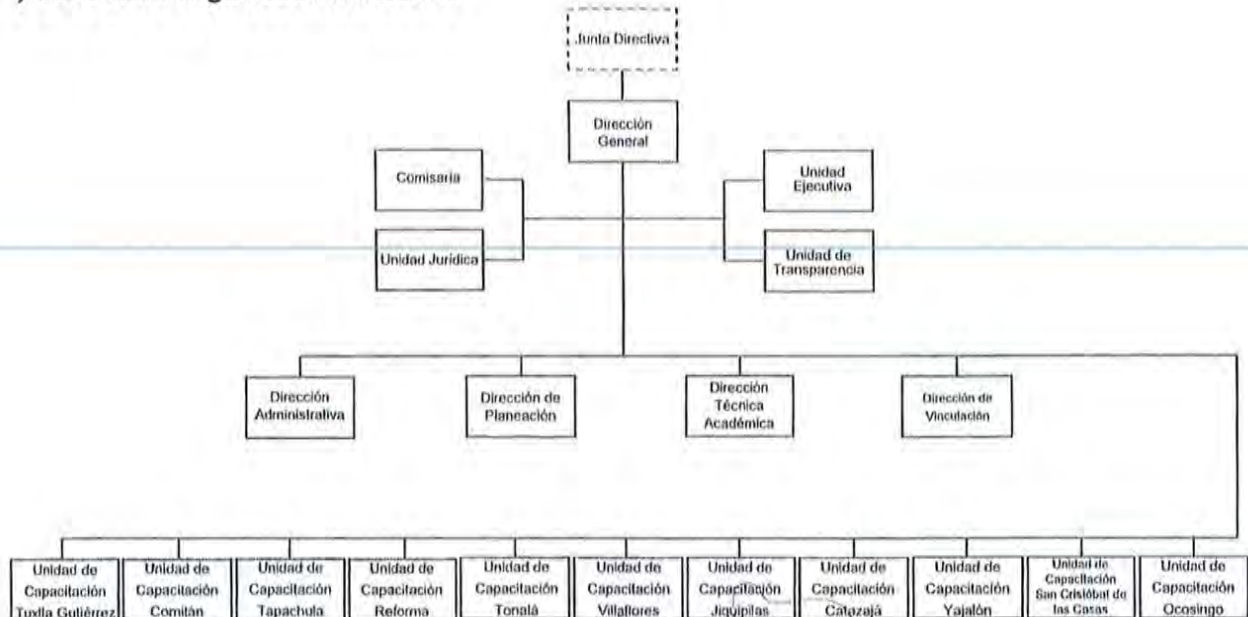 Junta Directiva
Dirección
General
Comisaria
Unidad
Ejecutiva
Unidad Jurídica
Unidad de
Transparencia
Dirección
Administrativa
Dirección de
Planeación
Dirección
Técnica
Académica
Dirección de
Vinculación
Unidad de
Capacitación
Tuxtla Gutiérrez
Unidad de
Capacitación
Comitán
Unidad de
Capacitación
Tapachula
Unidad de
Capacitación
Reforma
Unidad de
Capacitación
Tonalá
Unidad de
Capacitación
Villaflores
Unidad de
Capacitación
Jiquipilas
Unidad de
Capacitación
Catazajá
Unidad de
Capacitación
Yajalón
Unidad de
Capacitación
San Cristóbal de
las Casas
Unidad de
Capacitación
Ocosingo